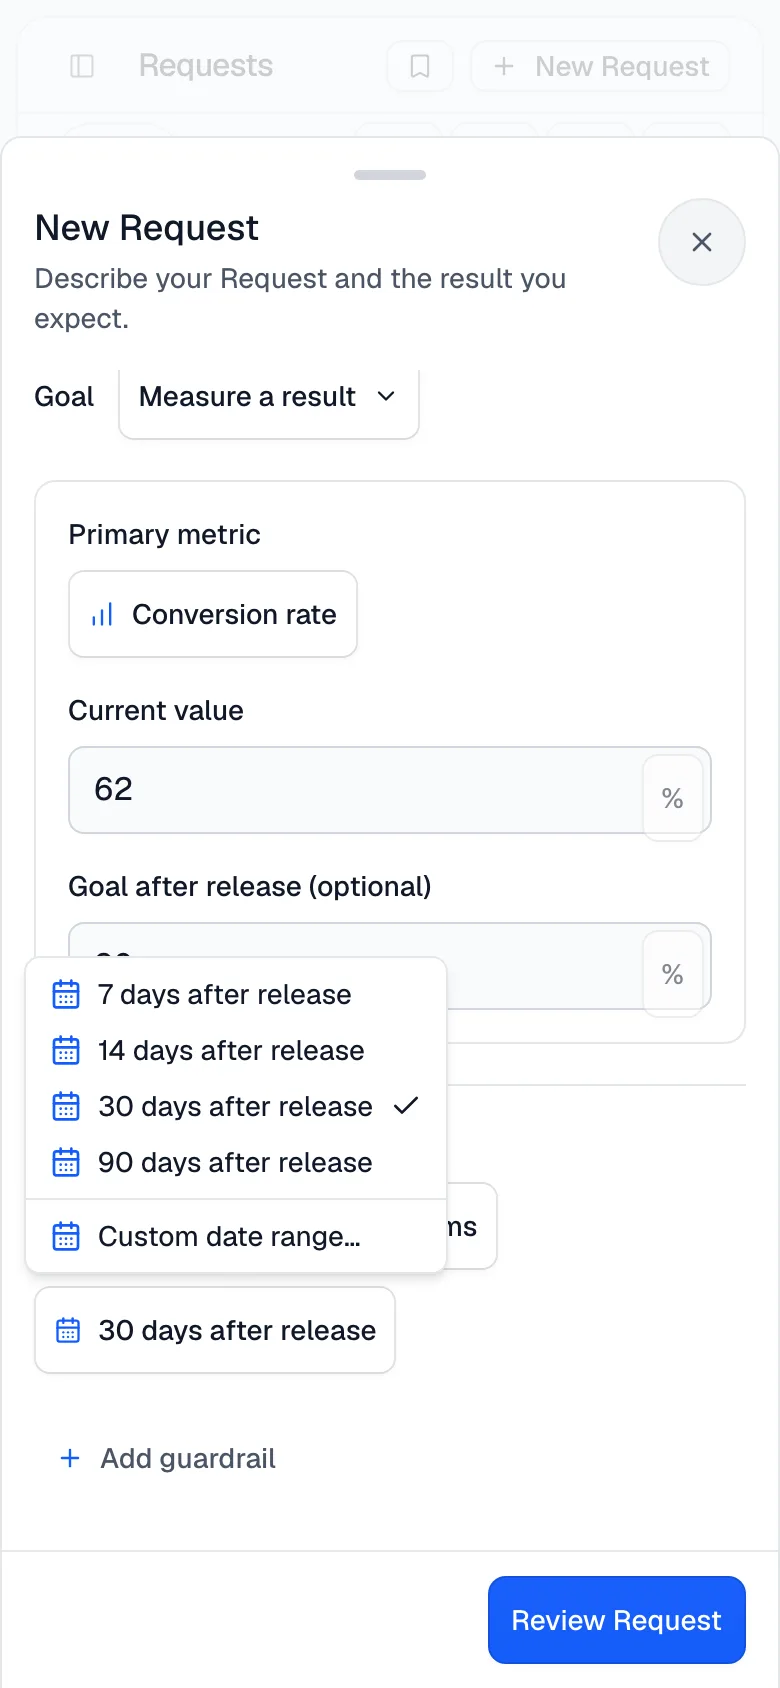 Requests
New Request
New Request
Describe your Request and the result you
expect.
Goal
Measure a result
Primary metric
Conversion rate
Current value
62
%
Goal after release (optional)
%
7 days after release
14 days after release
30 days after release
90 days after release
Custom date range...
30 days after release
Add guardrail
Review Request